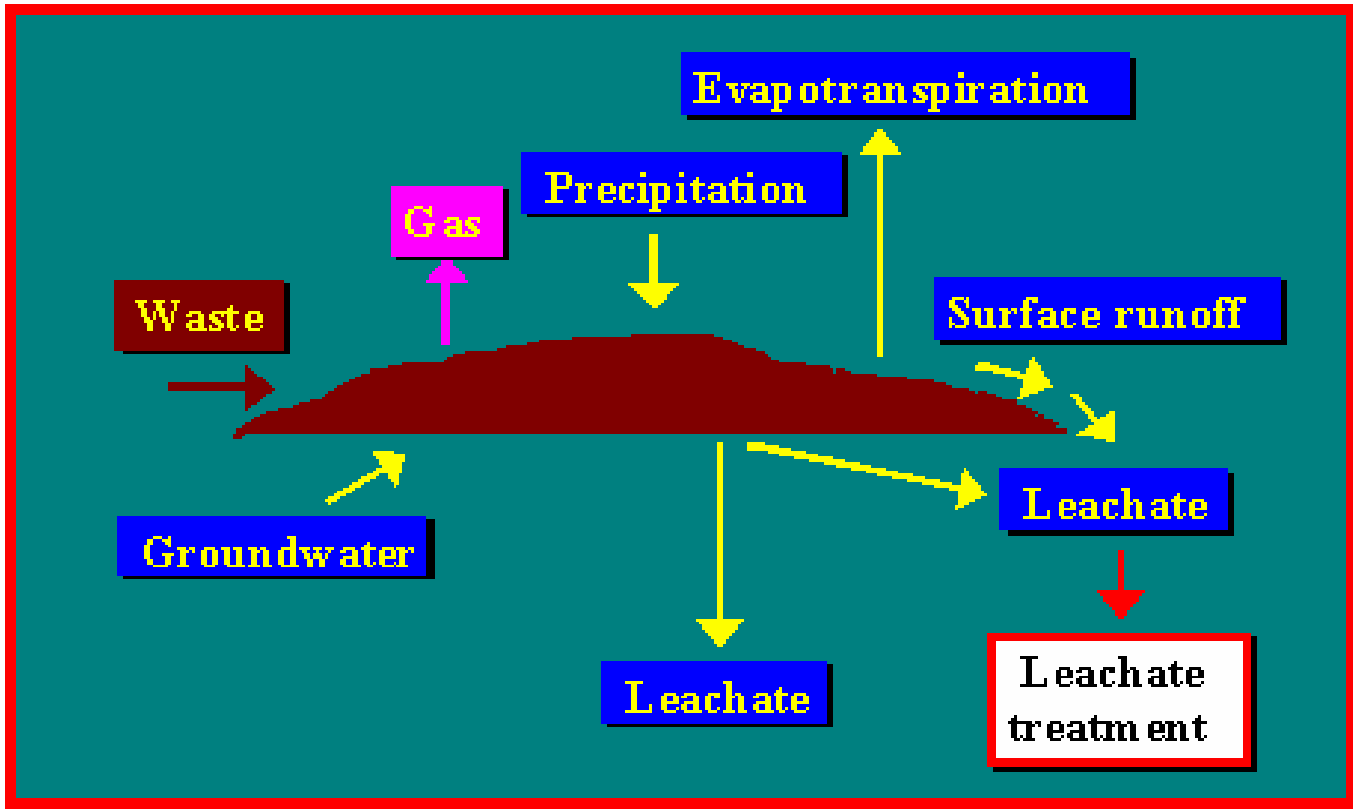 Evapotranspiration
Precipitation
Gas
Waste
Surface runoff
Leachate
Groundwater
Leachate
Leachate
treatment